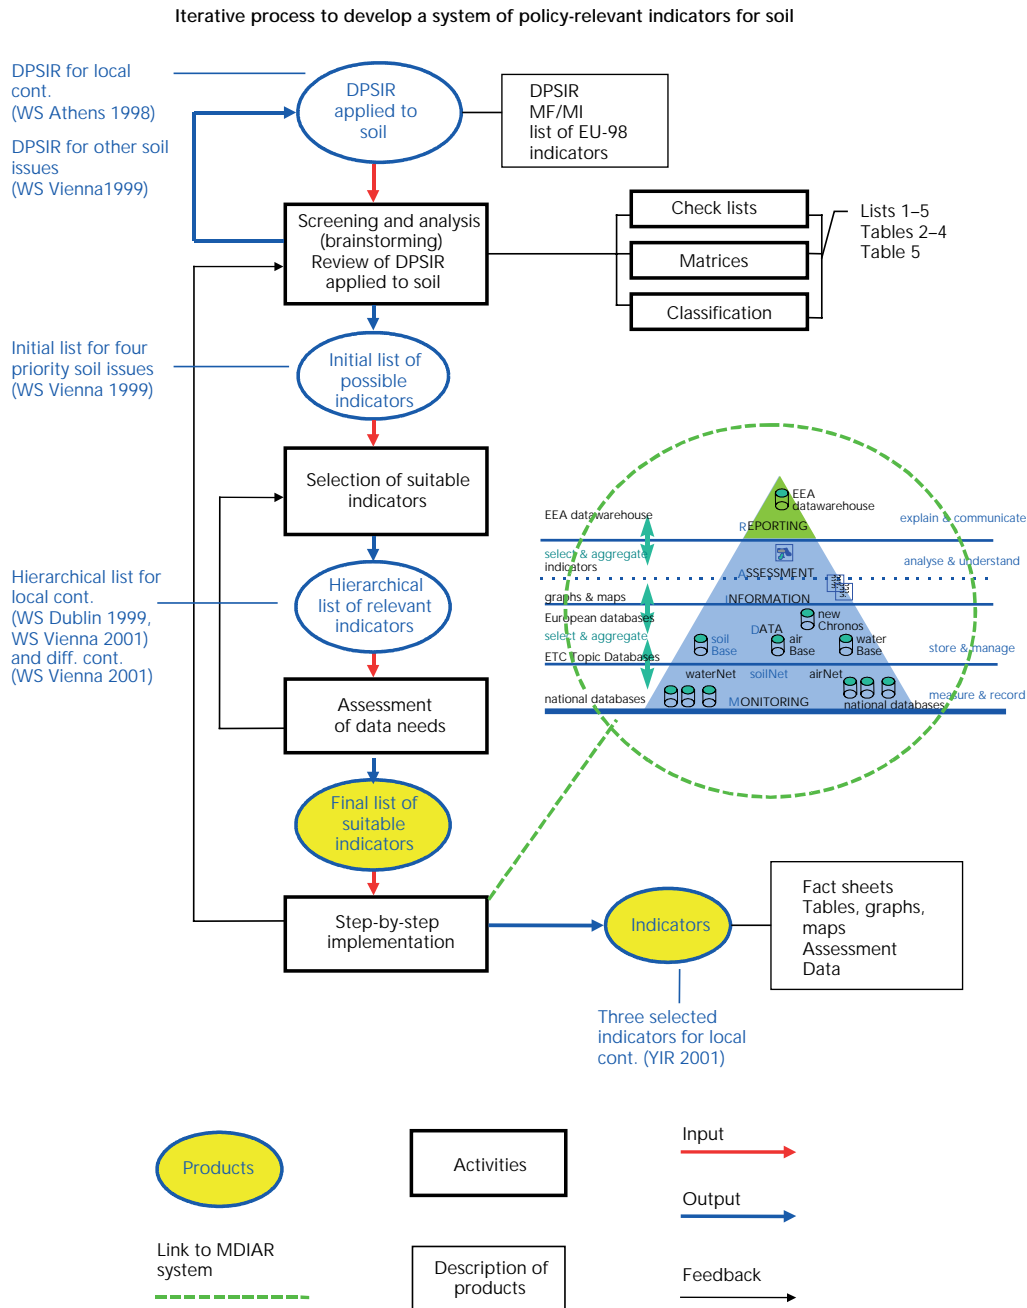 Iterative process to develop a system of policy-relevant indicators for soil
DPSIR for local
cont.
(WS Athens 1998)
DPSIR for other soil
issues
(WS Vienna1999)
DPSIR
applied to
soil
DPSIR
MF/MI
list of EU-98
indicators
Screening and analysis
(brainstorming)
Review of DPSIR
applied to soil
Check lists
Matrices
Classification
Lists 1–5
Tables 2–4
Table 5
Initial list for four
priority soil issues
(WS Vienna 1999)
Initial list of
possible
indicators
Selection of suitable
indicators
Hierarchical list for
local cont.
(WS Dublin 1999,
WS Vienna 2001)
and diff. cont.
(WS Vienna 2001)
Hierarchical
list of relevant
indicators
Assessment
of data needs
Final list of
suitable
indicators
Step-by-step
implementation
EEA datawarehouse
select & aggregate
indicators
graphs & maps
European databases
select & aggregate
ETC Topic Databases
national databases
EEA
datawarehouse
REPORTING
ASSESSMENT
INFORMATION
new
Chronos
DATA
soil
Base
air
Base
water
Base
waterNet
soilNet
airNet
MONITORING
national databases
explain & communicate
analyse & understand
store & manage
measure & record
Indicators
Fact sheets
Tables, graphs,
maps
Assessment
Data
Three selected
indicators for local
cont. (YIR 2001)
Products
Activities
Input
Output
Link to MDIAR
system
Description of
products
Feedback